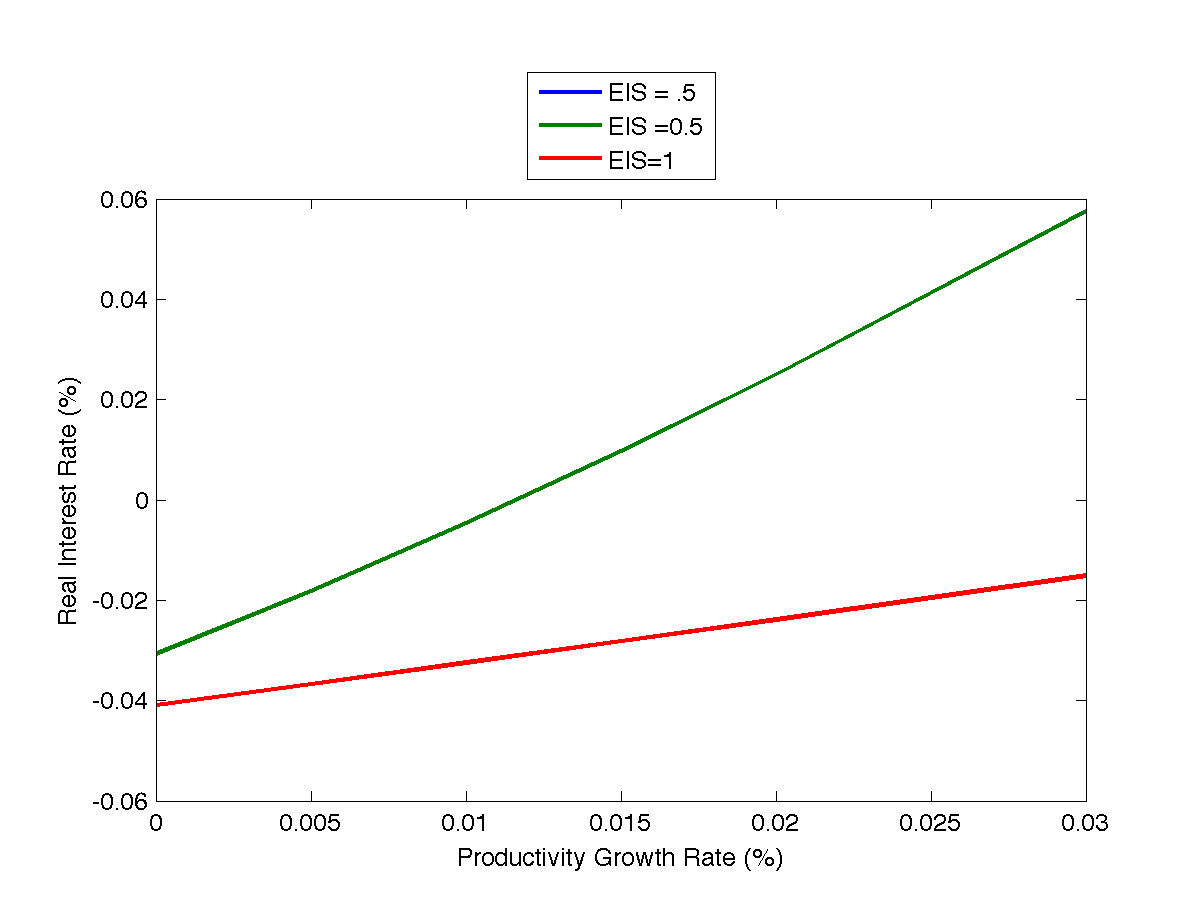 EIS = .5
EIS =0.5
EIS=1
0.06
0.04
0.02
0
-0.02
-0.04
-0.06
Real Interest Rate (%)
0 0.005 0.01 0.015 0.02 0.025 0.03
Productivity Growth Rate (%)